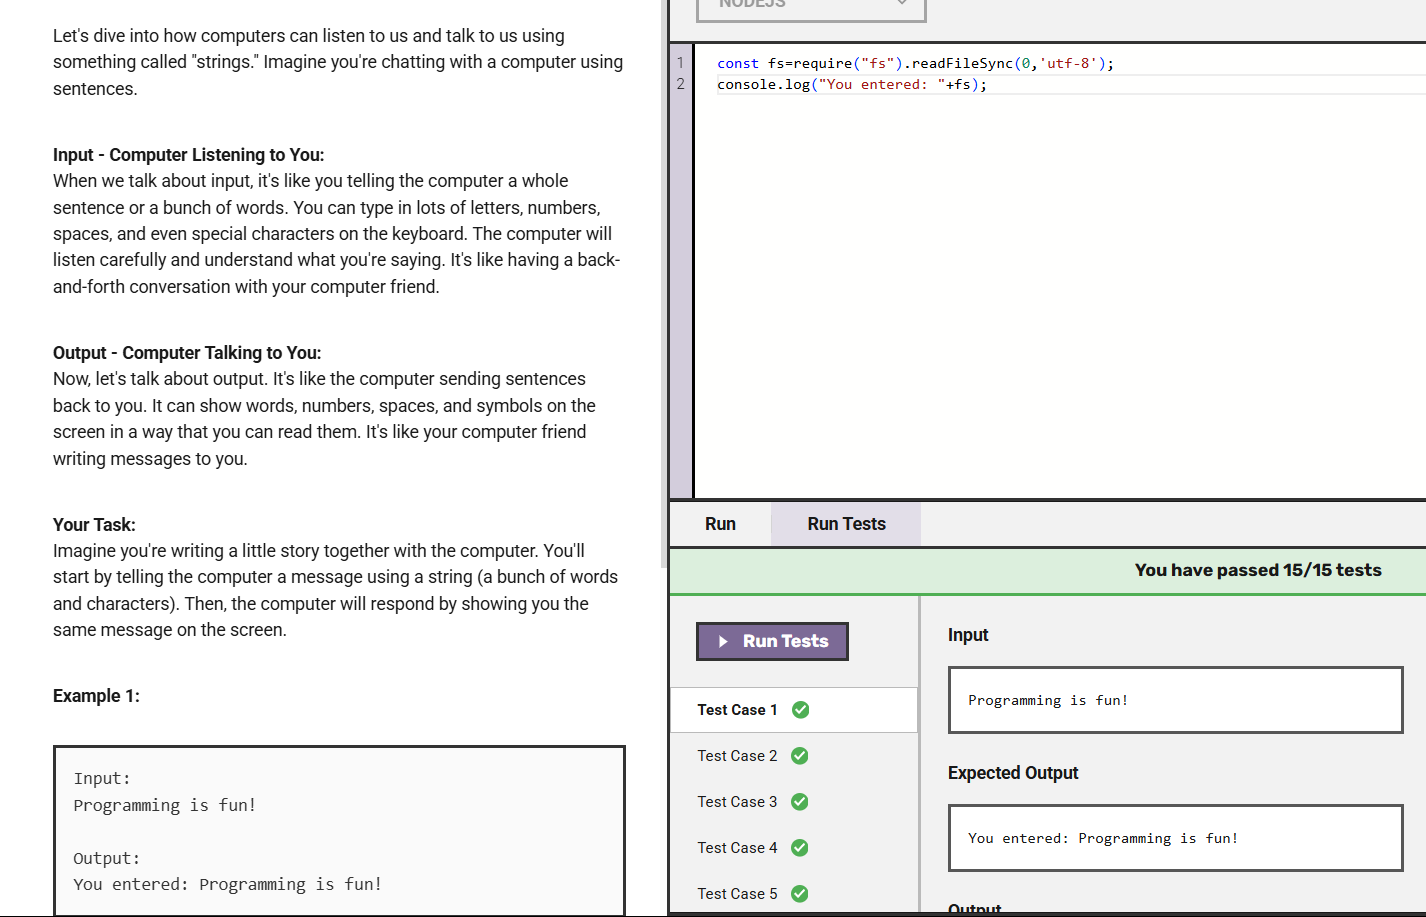 Let's dive into how computers can listen to us and talk to us using
something called "strings." Imagine you're chatting with a computer using
sentences.
Input - Computer Listening to You:
When we talk about input, it's like you telling the computer a whole
sentence or a bunch of words. You can type in lots of letters, numbers,
spaces, and even special characters on the keyboard. The computer will
listen carefully and understand what you're saying. It's like having a back-
and-forth conversation with your computer friend.
Output - Computer Talking to You:
Now, let's talk about output. It's like the computer sending sentences
back to you. It can show words, numbers, spaces, and symbols on the
screen in a way that you can read them. It's like your computer friend
writing messages to you.
Your Task:
Imagine you're writing a little story together with the computer. You'll
start by telling the computer a message using a string (a bunch of words
and characters). Then, the computer will respond by showing you the
same message on the screen.
Example 1:
Input:
Programming is fun!
Output:
You entered: Programming is fun!
NODEJS
1 const fs=require("fs").readFileSync(0,'utf-8');
2 console.log("You entered: "+fs);
Run Run Tests
You have passed 15/15 tests
Run Tests
Test Case 1
Test Case 2
Test Case 3
Test Case 4
Test Case 5
Input
Programming is fun!
Expected Output
You entered: Programming is fun!
Output